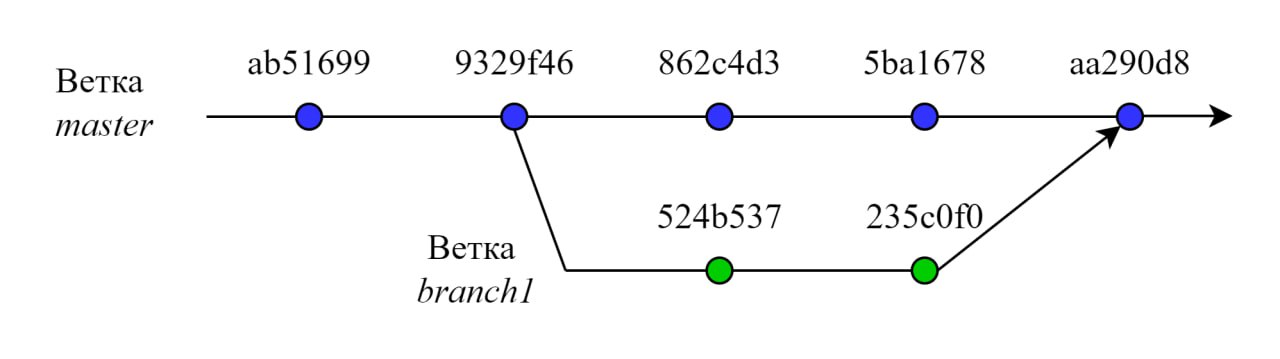 ab51699 9329f46 862c4d3 5ba1678 aa290d8
Ветка
master
524b537 235c0f0
Ветка
branch1